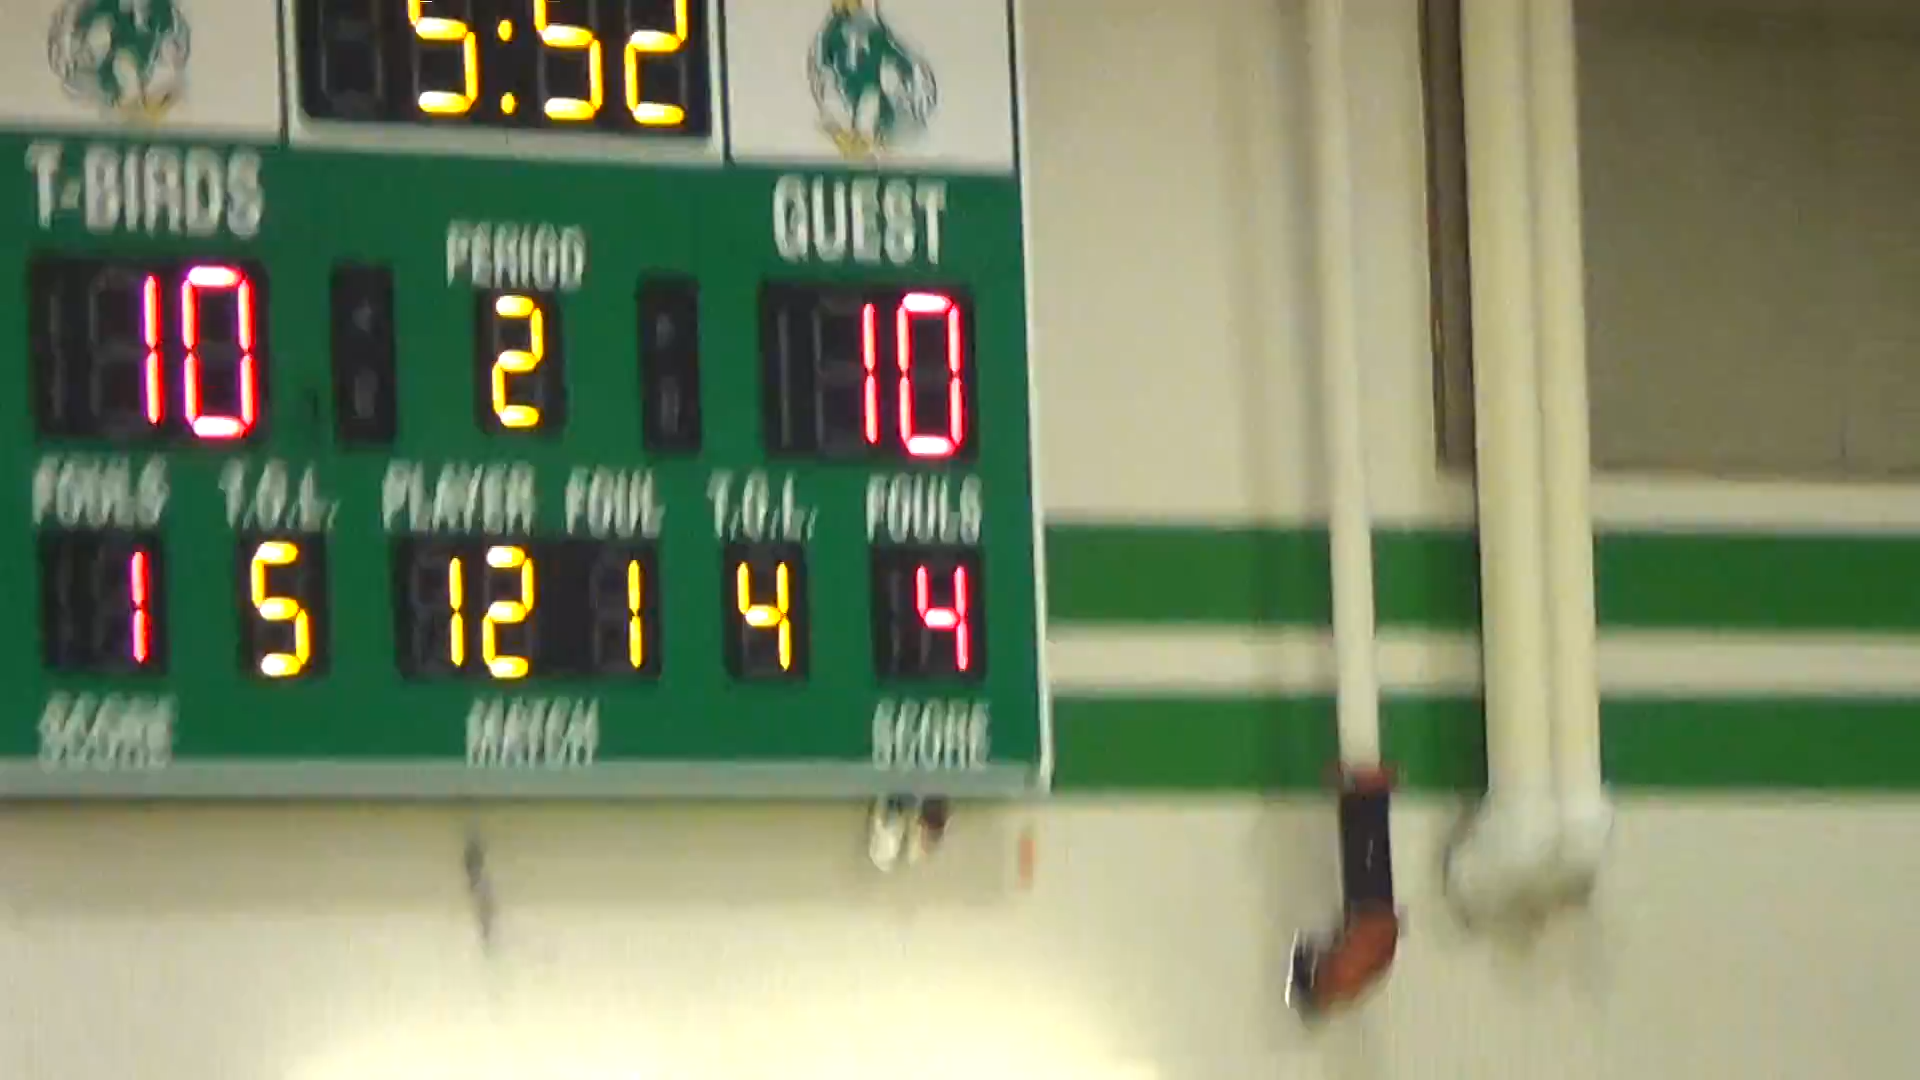 5:52
T-BIRDS PERIOD GUEST
10 2 10
FOULS T.O.L. PLAYER FOUL T.O.L. FOULS
1 5 12 1 4 4
SCORE MATCH SCORE